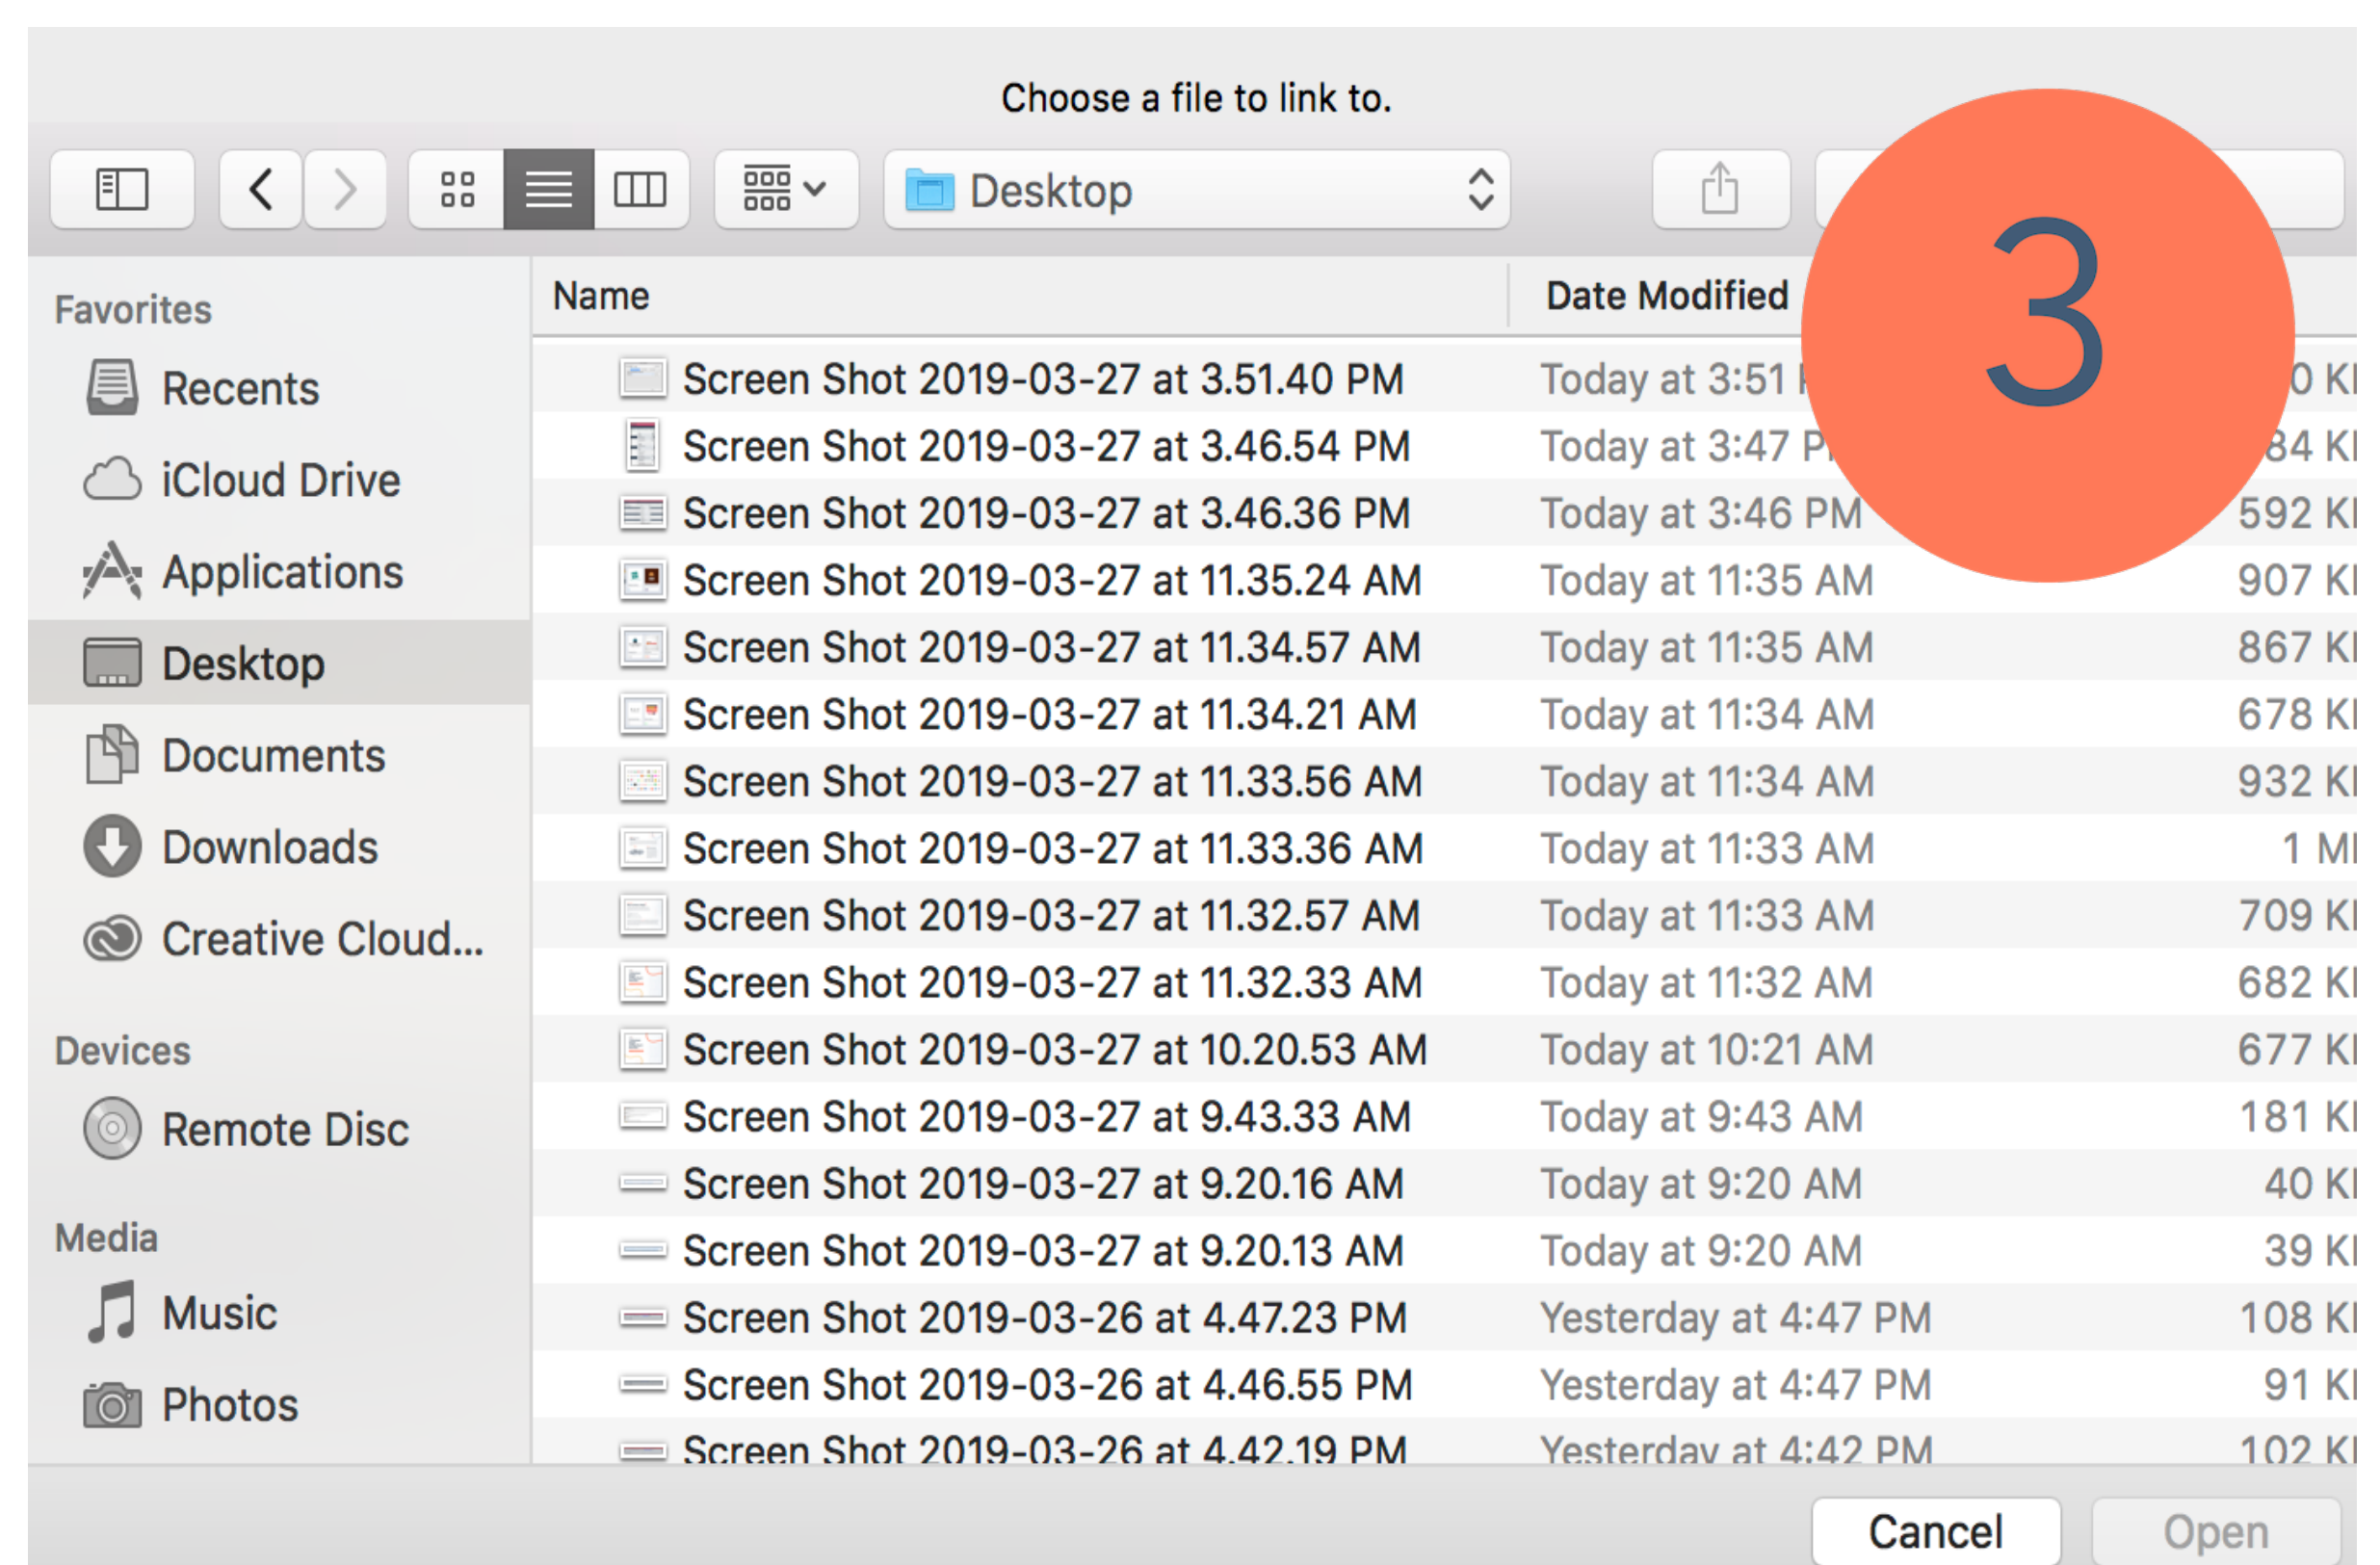 Choose a file to link to.
Desktop
3
Favorites
Recents
iCloud Drive
Applications
Desktop
Documents
Downloads
Creative Cloud...
Devices
Remote Disc
Media
Music
Photos
Name Date Modified
Screen Shot 2019-03-27 at 3.51.40 PM Today at 3:51
Screen Shot 2019-03-27 at 3.46.54 PM Today at 3:47
Screen Shot 2019-03-27 at 3.46.36 PM Today at 3:46 PM 592
Screen Shot 2019-03-27 at 11.35.24 AM Today at 11:35 AM 907
Screen Shot 2019-03-27 at 11.34.57 AM Today at 11:35 AM 867
Screen Shot 2019-03-27 at 11.34.21 AM Today at 11:34 AM 678
Screen Shot 2019-03-27 at 11.33.56 AM Today at 11:34 AM 932
Screen Shot 2019-03-27 at 11.33.36 AM Today at 11:33 AM 1
Screen Shot 2019-03-27 at 11.32.57 AM Today at 11:33 AM 709
Screen Shot 2019-03-27 at 11.32.33 AM Today at 11:32 AM 682
Screen Shot 2019-03-27 at 10.20.53 AM Today at 10:21 AM 677
Screen Shot 2019-03-27 at 9.43.33 AM Today at 9:43 AM 181
Screen Shot 2019-03-27 at 9.20.16 AM Today at 9:20 AM 40
Screen Shot 2019-03-27 at 9.20.13 AM Today at 9:20 AM 39
Screen Shot 2019-03-26 at 4.47.23 PM Yesterday at 4:47 PM 108
Screen Shot 2019-03-26 at 4.46.55 PM Yesterday at 4:47 PM 91
Screen Shot 2019-03-26 at 4.42.19 PM Yesterday at 4:42 PM 102
Cancel Open